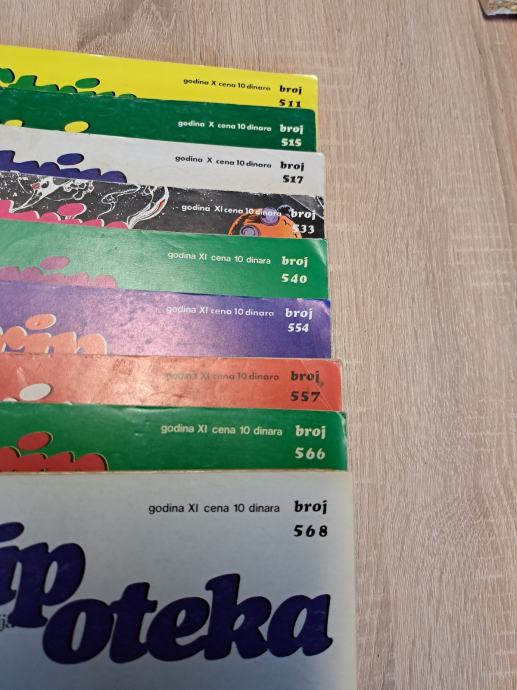 godina X cena 10 dinara broj
511
godina X cena 10 dinara broj
515
godina X cena 10 dinara broj
517
godina XI cena 10 dinara broj
533
godina XI cena 10 dinara broj
540
godina XI cena 10 dinara broj
554
godina XI cena 10 dinara broj
557
godina XI cena 10 dinara broj
566
godina XI cena 10 dinara broj
568
ip
oteka